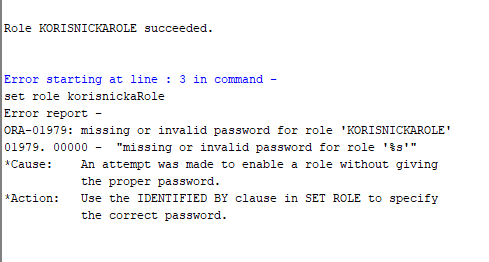 Role KORISNICKAROLE succeeded.
Error starting at line : 3 in command -
set role korisnickaRole
Error report -
ORA-01979: missing or invalid password for role 'KORISNICKAROLE'
01979. 00000 -  "missing or invalid password for role '%s'"
*Cause:    An attempt was made to enable a role without giving
           the proper password.
*Action:   Use the IDENTIFIED BY clause in SET ROLE to specify
           the correct password.